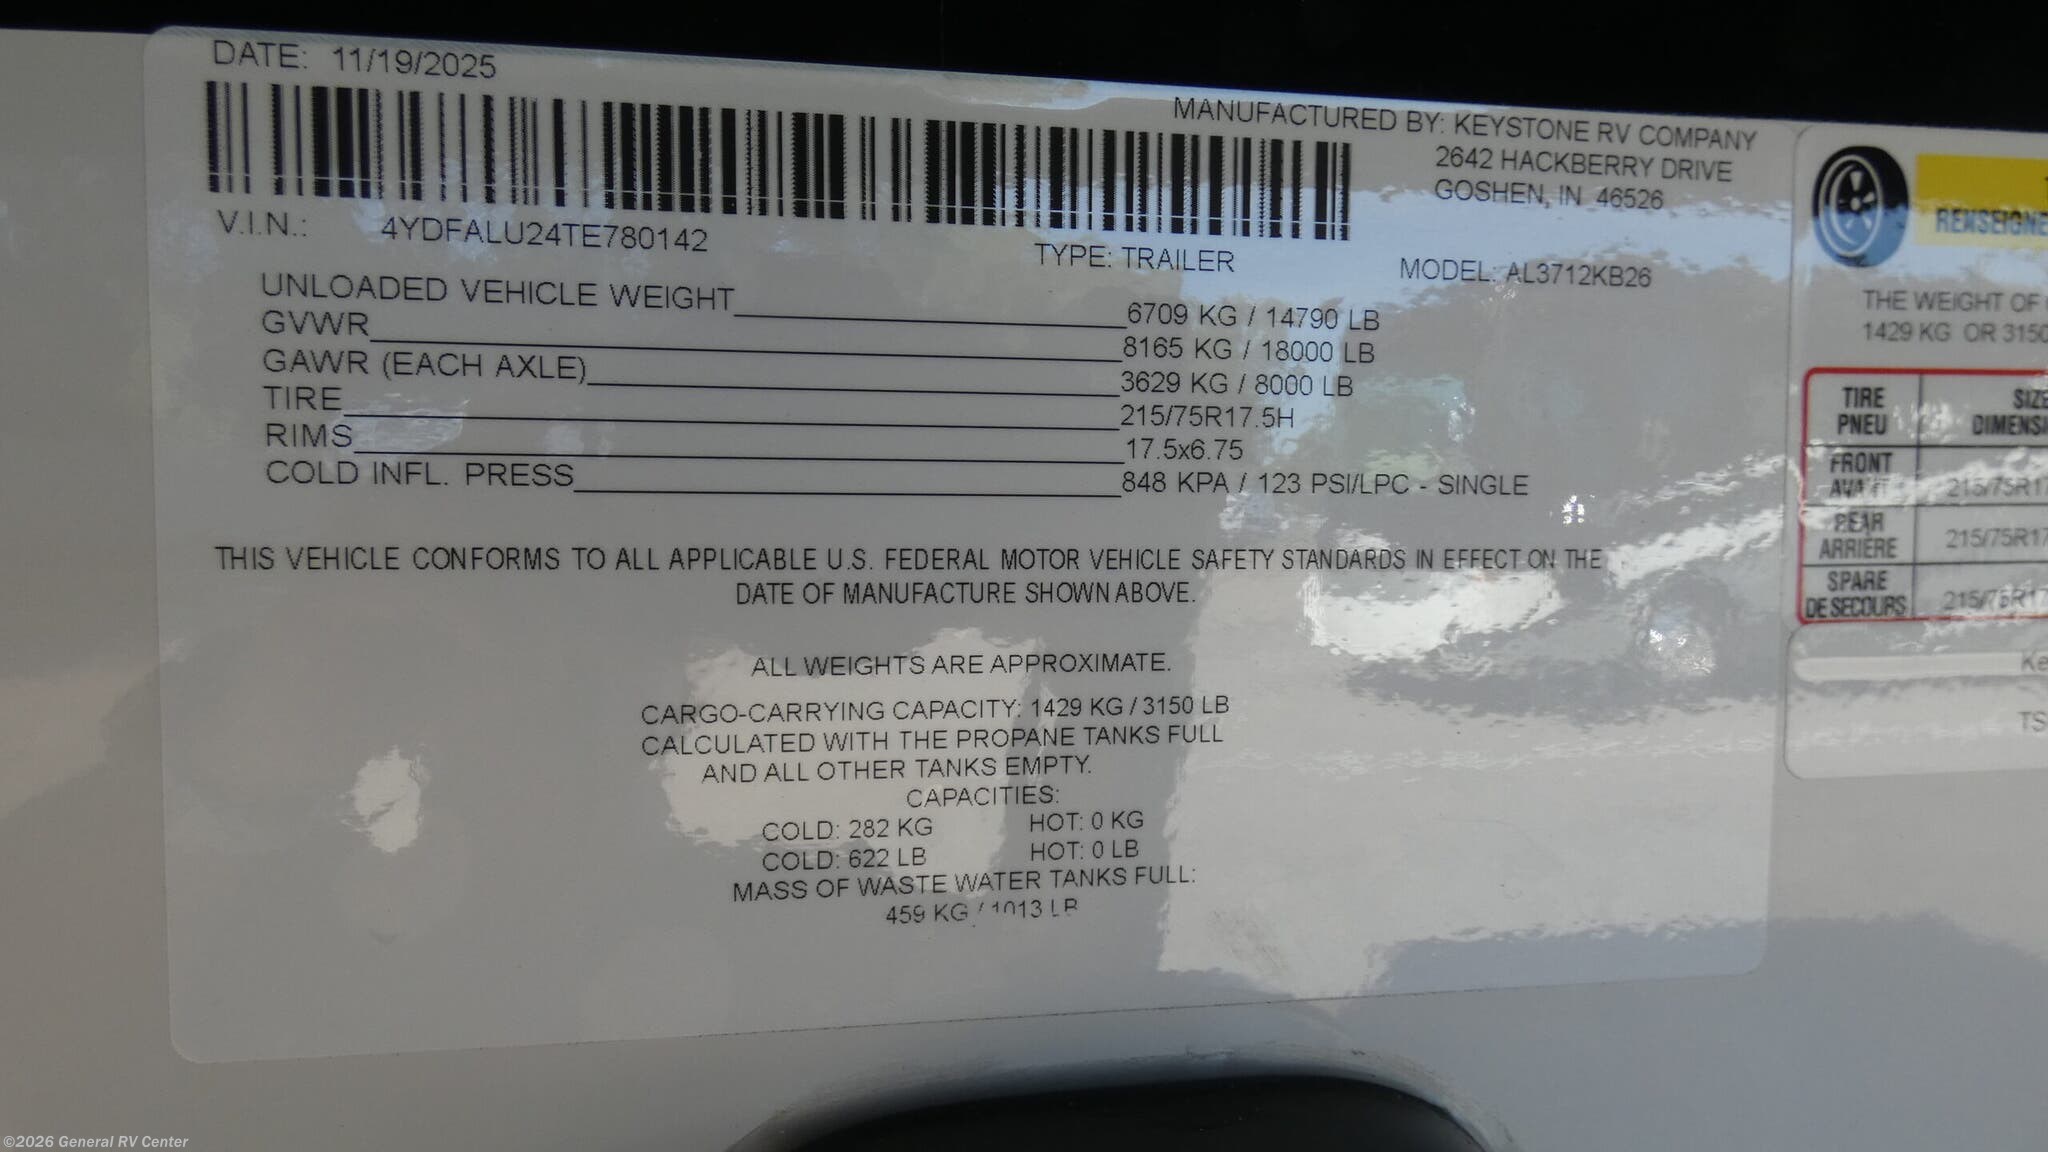 DATE: 11/19/2025
MANUFACTURED BY: KEYSTONE RV COMPANY
2642 HACKBERRY DRIVE
GOSHEN, IN 46526
V.I.N.: 4YDFALU24TE780142
TYPE: TRAILER
MODEL: AL3712KB26
UNLOADED VEHICLE WEIGHT 6709 KG / 14790 LB
GVWR 8165 KG / 18000 LB
GAWR (EACH AXLE) 3629 KG / 8000 LB
TIRE 215/75R17.5H
RIMS 17.5x6.75
COLD INFL. PRESS 848 KPA / 123 PSI/LPC - SINGLE
THIS VEHICLE CONFORMS TO ALL APPLICABLE U.S. FEDERAL MOTOR VEHICLE SAFETY STANDARDS IN EFFECT ON THE
DATE OF MANUFACTURE SHOWN ABOVE.
ALL WEIGHTS ARE APPROXIMATE.
CARGO-CARRYING CAPACITY: 1429 KG / 3150 LB
CALCULATED WITH THE PROPANE TANKS FULL
AND ALL OTHER TANKS EMPTY.
CAPACITIES:
COLD: 282 KG HOT: 0 KG
COLD: 622 LB HOT: 0 LB
MASS OF WASTE WATER TANKS FULL:
459 KG / 1013 LB
THE WEIGHT OF
1429 KG OR 3150
TIRE
PNEU
FRONT
AVANT
215/75R17
REAR
ARRIERE
215/75R17
SPARE
DE SECOURS
215/75R17
©2026 General RV Center